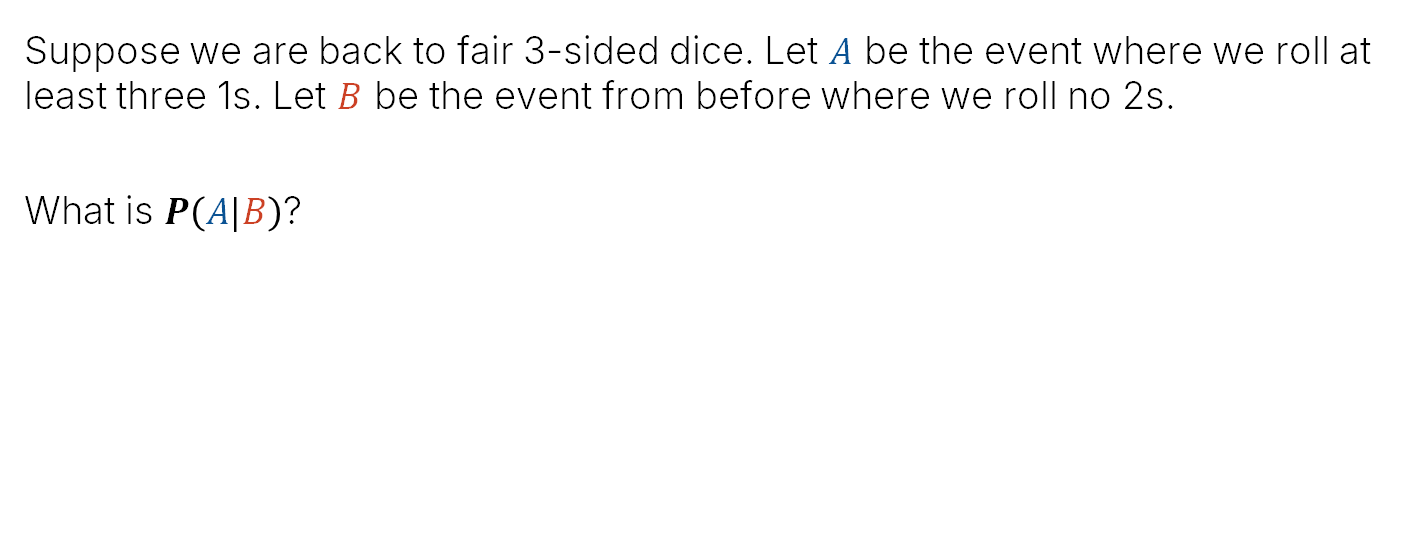 Suppose we are back to fair 3-sided dice. Let A be the event where we roll at
least three 1s. Let B be the event from before where we roll no 2s.
What is P(A|B)?